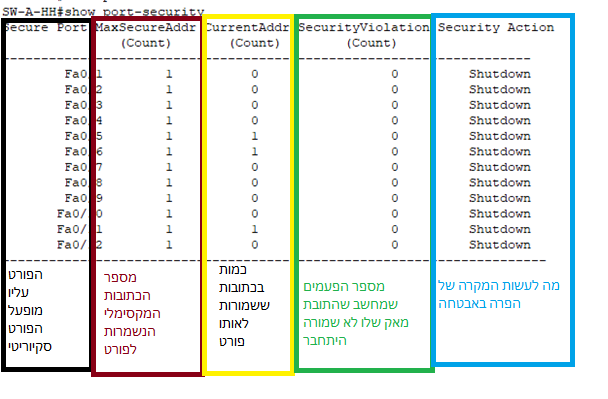 SW-A-HH#show port-security
Secure Port MaxSecureAddr CurrentAddr SecurityViolation Security Action
(Count) (Count) (Count)
--------------------------------------------------------------------
Fa0 1 1 0 0 Shutdown
Fa0 2 1 0 0 Shutdown
Fa0 3 1 0 0 Shutdown
Fa0 4 1 0 0 Shutdown
Fa0 5 1 1 0 Shutdown
Fa0 6 1 1 0 Shutdown
Fa0 7 1 0 0 Shutdown
Fa0 8 1 0 0 Shutdown
Fa0 9 1 0 0 Shutdown
Fa0/ 0 1 0 0 Shutdown
Fa0/ 1 1 1 0 Shutdown
Fa0/ 2 1 0 0 Shutdown
----------------------------------------------------------------------
הפורט
עליו
מופעל
הפורט
סקיוריטי
מספר
הכתובות
המקסימלי
הנשמרות
לפורט
כמות
בכתובות
ששמורות
לאותו
פורט
מספר הפעמים
שמחשב שהתובת
מאק שלו לא שמורה
היתחבר
מה לעשות המקרה של
הפרה באבטחה